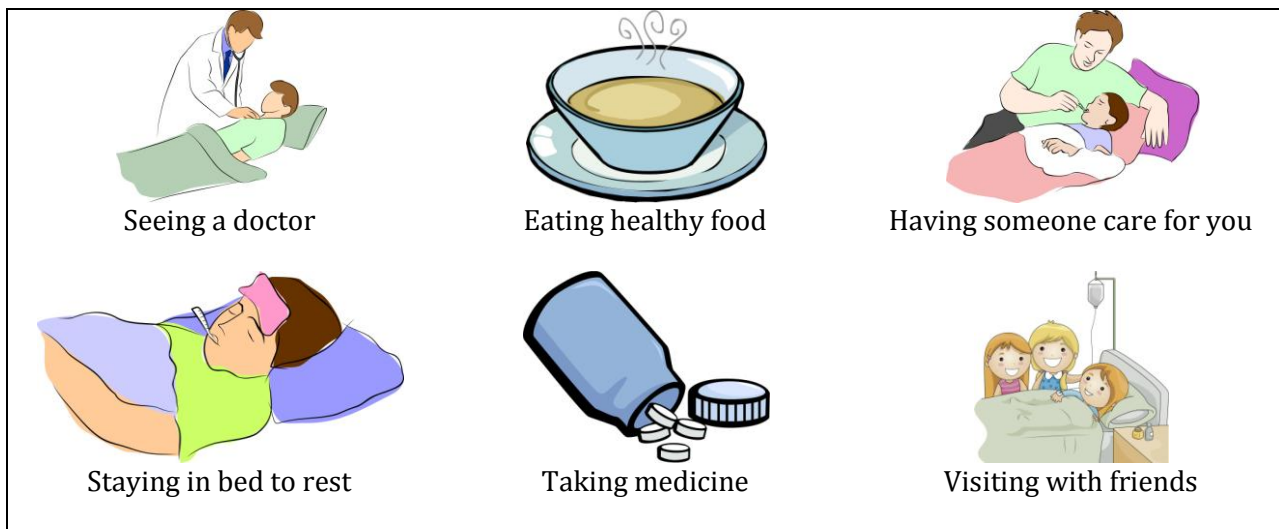 Seeing a doctor
Eating healthy food
Having someone care for you
Staying in bed to rest
Taking medicine
Visiting with friends